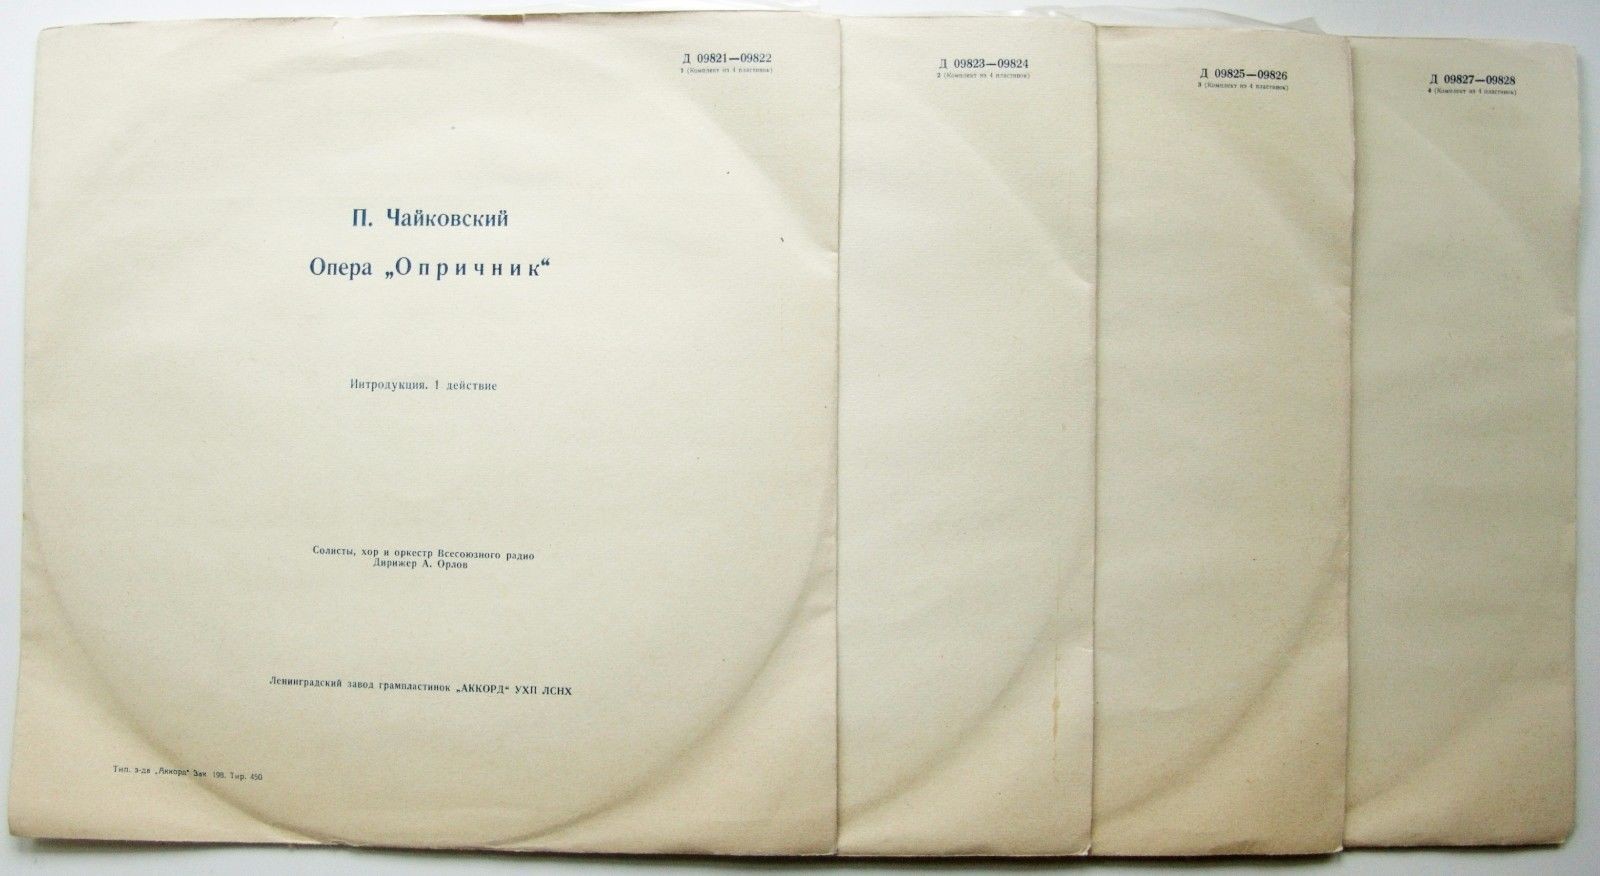 Д 09821—09822
1 (Комплект из 4 пластинок)
П. Чайковский
Опера „Опричник“
Интродукция. I действие
Солисты, хор и оркестр Всесоюзного радио
Дирижер А. Орлов
Ленинградский завод грампластинок „АККОРД“ УХП ЛСНХ
Тип. з-да „Аккорд“ Зак 198. Тир. 450
Д 09823—09824
2 (Комплект из 4 пластинок)
Д 09825—09826
3 (Комплект из 4 пластинок)
Д 09827—09828
4 (Комплект из 4 пластинок)